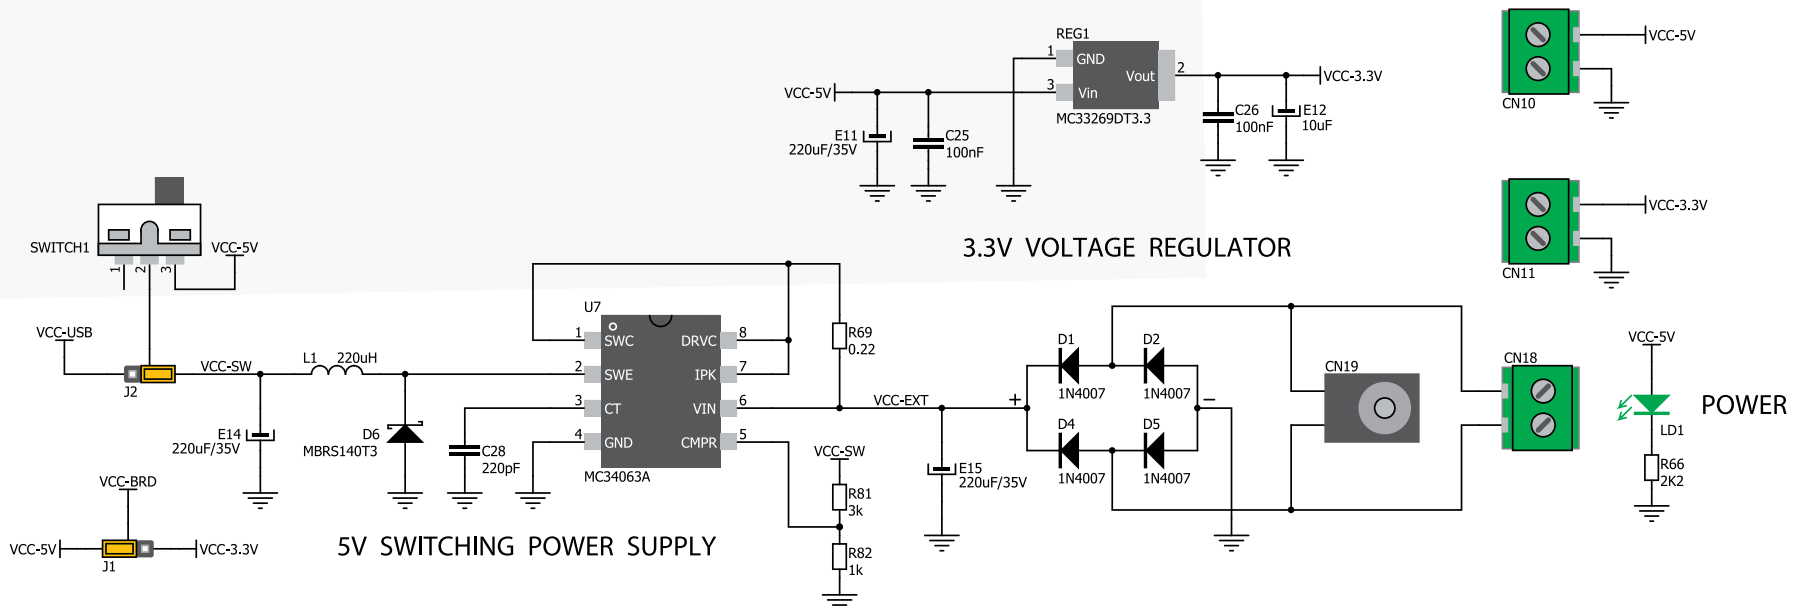 REG1
1
GND
Vout
2
3
Vin
MC33269DT3.3
VCC-5V
E11
220uF/35V
C25
100nF
C26
100nF
E12
10uF
VCC-3.3V
3.3V VOLTAGE REGULATOR
CN10
VCC-5V
CN11
VCC-3.3V
SWITCH1
1
2
3
VCC-5V
VCC-USB
J2
VCC-SW
L1 220uH
E14
220uF/35V
D6
MBRS140T3
C28
220pF
U7
1 SWC DRVC 8
2 SWE IPK 7
3 CT VIN 6
4 GND CMPR 5
MC34063A
R69
0.22
VCC-EXT
VCC-SW
R81
3k
R82
1k
E15
220uF/35V
+
-
D1
1N4007
D2
1N4007
D4
1N4007
D5
1N4007
CN19
CN18
VCC-5V
POWER
LD1
R66
2K2
VCC-BRD
VCC-5V
VCC-3.3V
J1
5V SWITCHING POWER SUPPLY